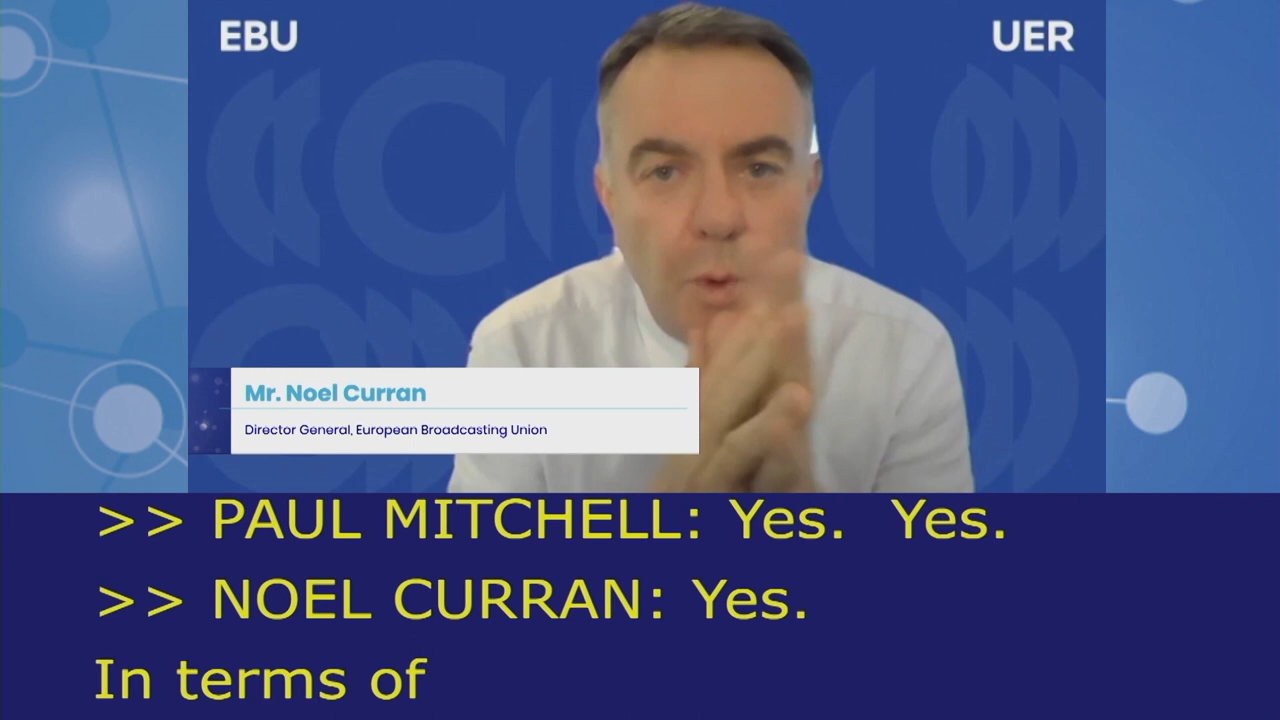 EBU UER
Mr. Noel Curran
Director General, European Broadcasting Union
>> PAUL MITCHELL: Yes.  Yes.
>> NOEL CURRAN: Yes.
In terms of